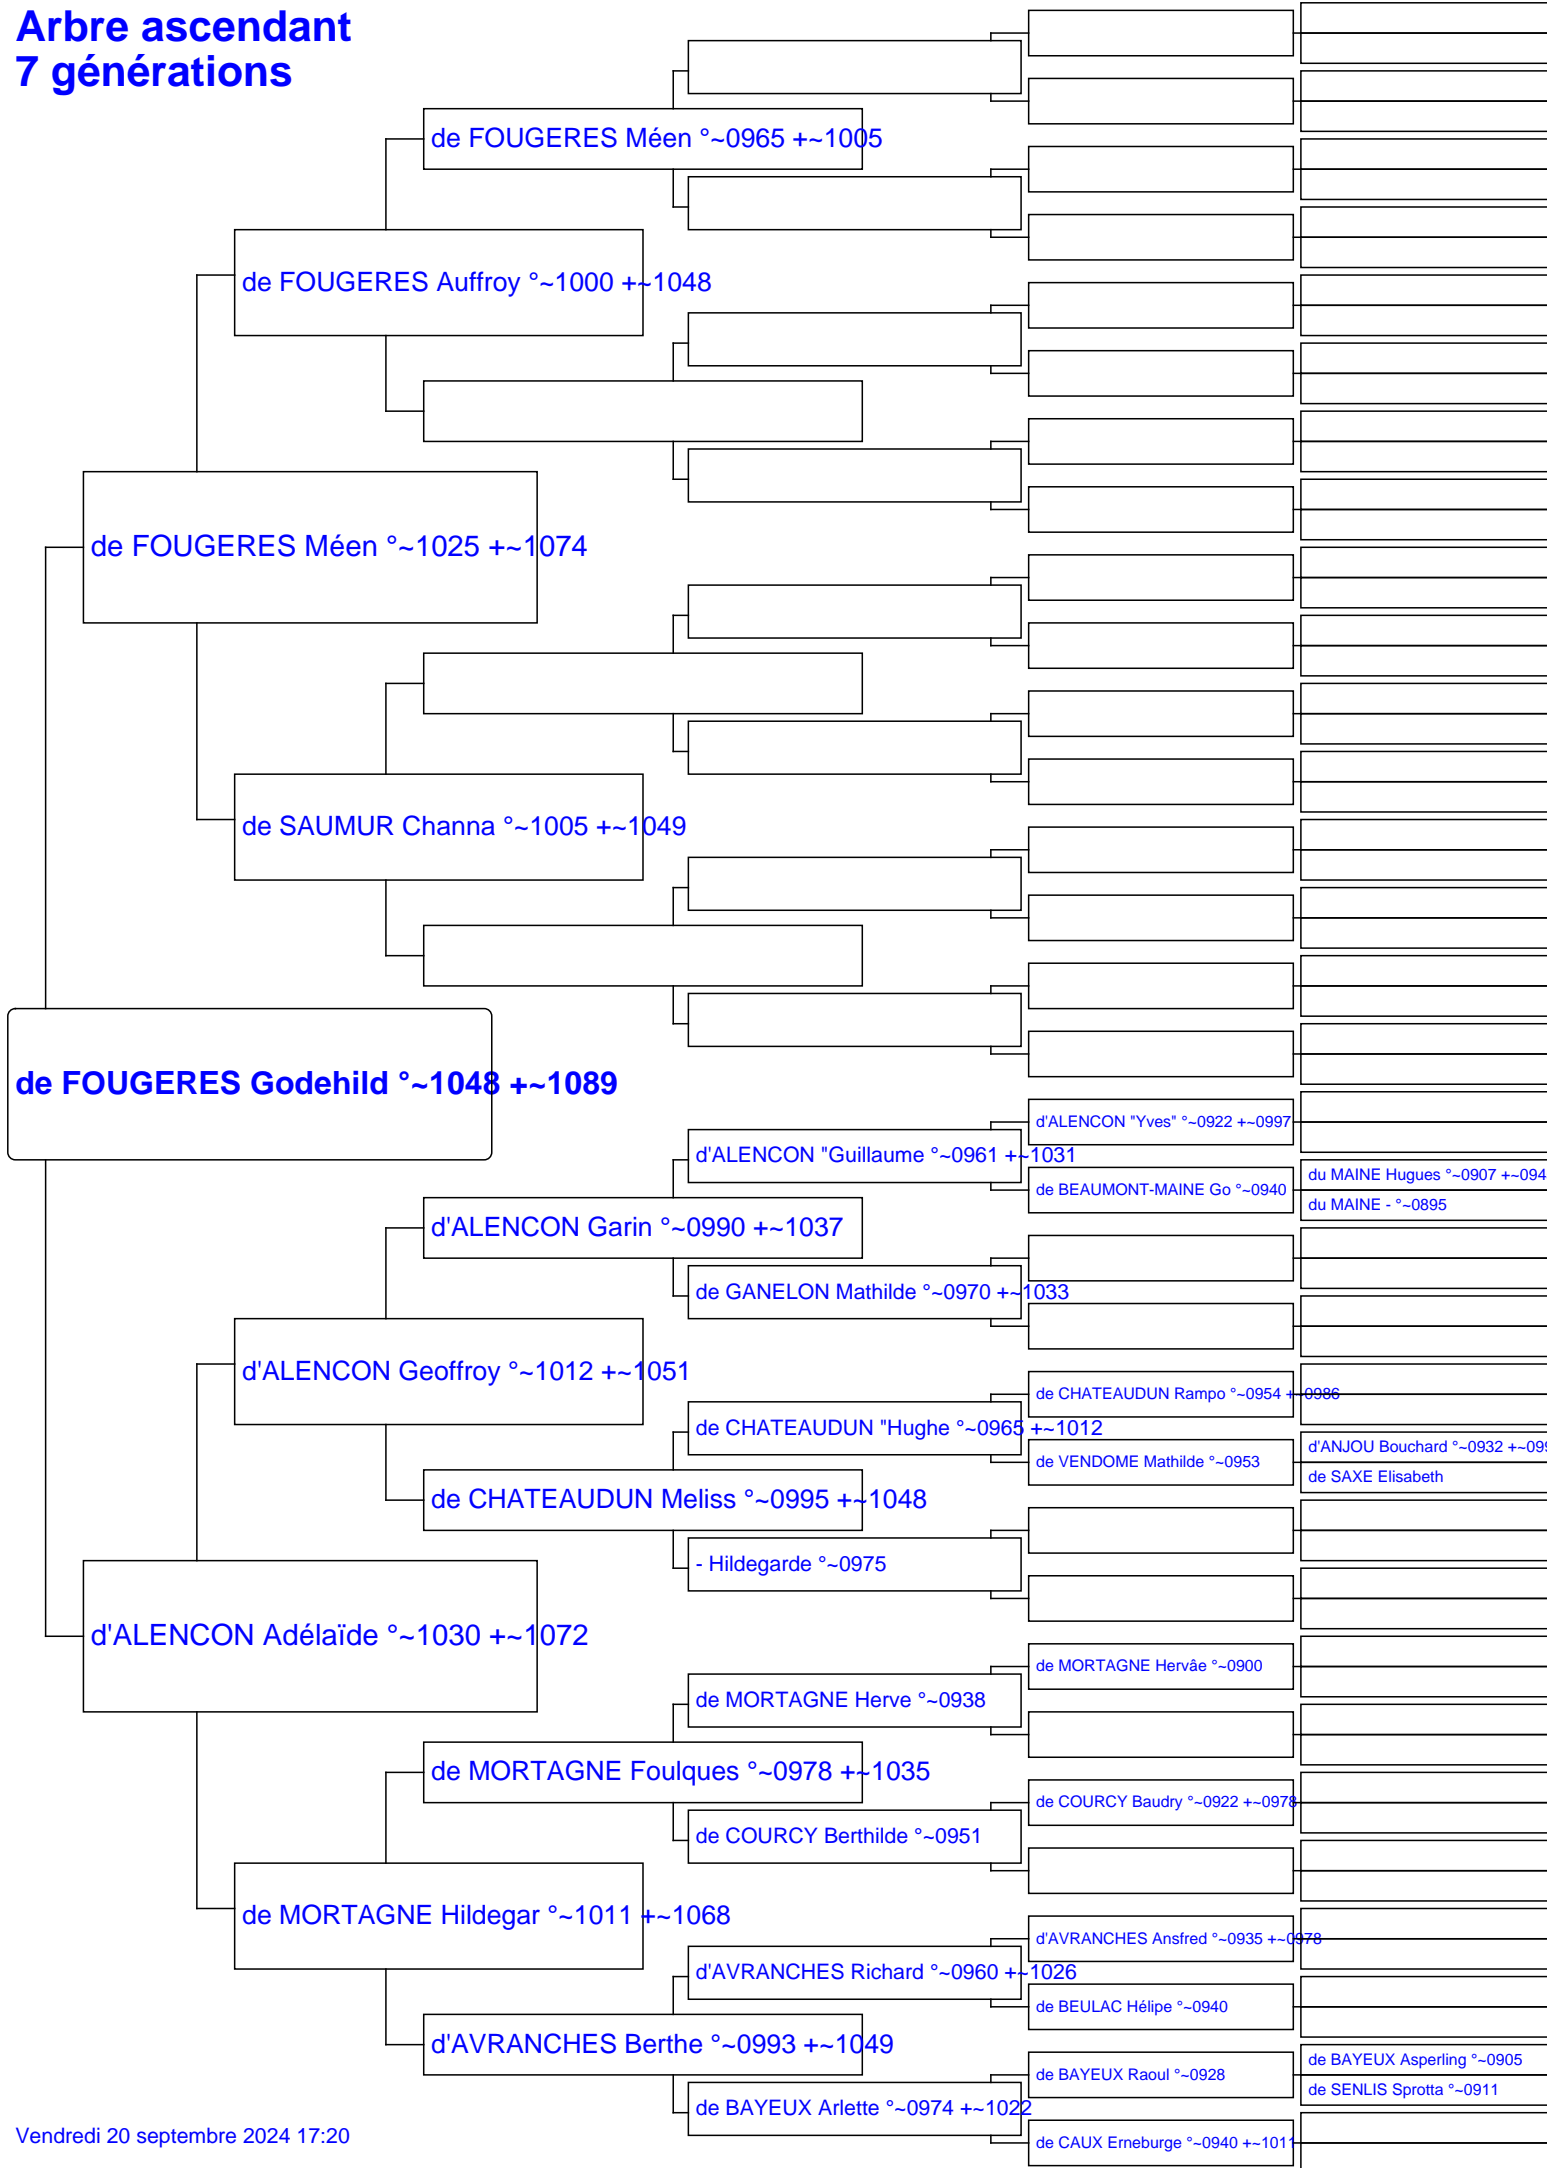 Arbre ascendant
7 générations
de FOUGERES Méen °~0965 +~1005
de FOUGERES Auffroy °~1000 +~1048
de FOUGERES Méen °~1025 +~1074
de SAUMUR Channa °~1005 +~1049
de FOUGERES Godehild °~1048 +~1089
d'ALENCON "Yves" °~0922 +~0997
d'ALENCON "Guillaume °~0961 +~1031
du MAINE Hugues °~0907 +~094
de BEAUMONT-MAINE Go °~0940
du MAINE - °~0895
d'ALENCON Garin °~0990 +~1037
de GANELON Mathilde °~0970 +~1033
d'ALENCON Geoffroy °~1012 +~1051
de CHATEAUDUN Rampo °~0954 +~0986
de CHATEAUDUN "Hughe °~0965 +~1012
d'ANJOU Bouchard °~0932 +~099
de VENDOME Mathilde °~0953
de SAXE Elisabeth
de CHATEAUDUN Meliss °~0995 +~1048
- Hildegarde °~0975
d'ALENCON Adélaïde °~1030 +~1072
de MORTAGNE Hervâe °~0900
de MORTAGNE Herve °~0938
de MORTAGNE Foulques °~0978 +~1035
de COURCY Baudry °~0922 +~0978
de COURCY Berthilde °~0951
de MORTAGNE Hildegar °~1011 +~1068
d'AVRANCHES Ansfred °~0935 +~0978
d'AVRANCHES Richard °~0960 +~1026
de BEULAC Hélipe °~0940
d'AVRANCHES Berthe °~0993 +~1049
de BAYEUX Asperling °~0905
de BAYEUX Raoul °~0928
de SENLIS Sprotta °~0911
de BAYEUX Arlette °~0974 +~1022
de CAUX Erneburge °~0940 +~1011
Vendredi 20 septembre 2024 17:20